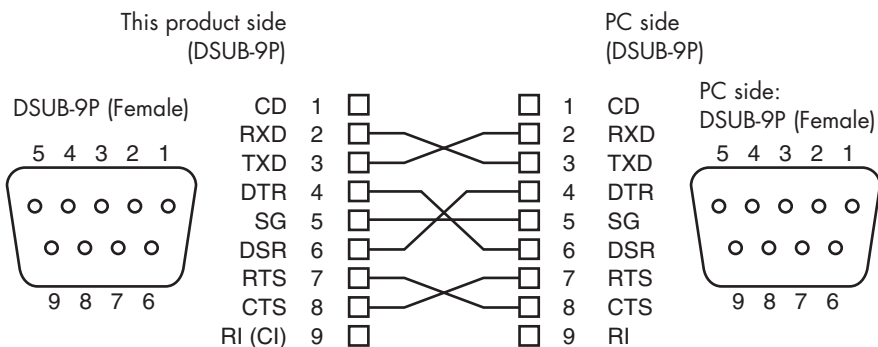 This product side
(DSUB-9P)
PC side
(DSUB-9P)
DSUB-9P (Female)
5 4 3 2 1
9 8 7 6
CD 1
RXD 2
TXD 3
DTR 4
SG 5
DSR 6
RTS 7
CTS 8
RI (CI) 9
1 CD
2 RXD
3 TXD
4 DTR
5 SG
6 DSR
7 RTS
8 CTS
9 RI
PC side:
DSUB-9P (Female)
5 4 3 2 1
9 8 7 6